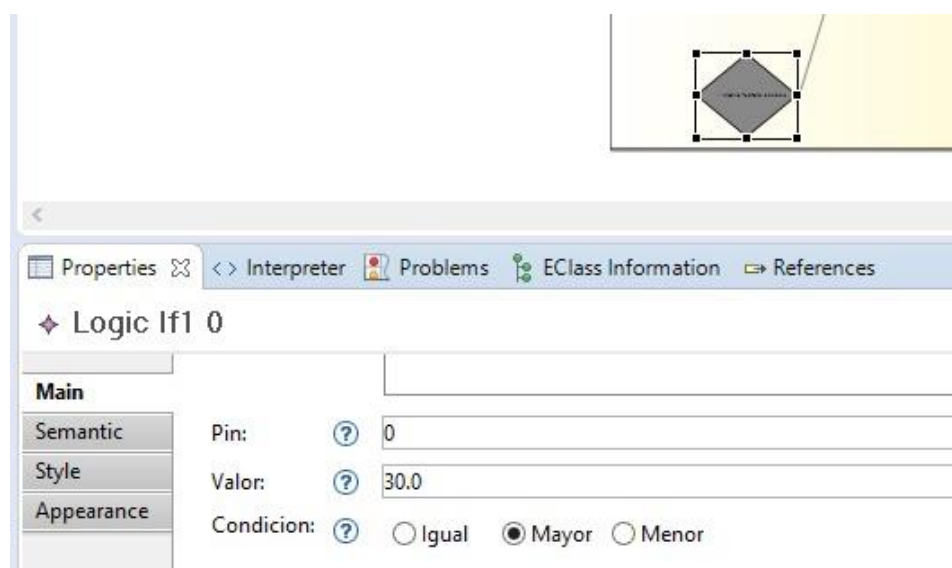 Properties Interpreter Problems EClass Information References
Logic If1 0
Main
Semantic
Style
Appearance
Pin: 0
Valor: 30.0
Condicion: Igual Mayor Menor